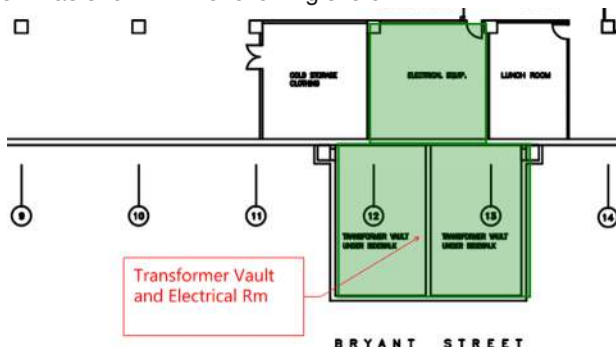 COLD STORAGE
CLOTHING
ELECTRICAL EQUIP.
LUNCH ROOM
9
10
11
12
13
14
TRANSFORMER VAULT
UNDER SIDEWALK
TRANSFORMER VAULT
UNDER SIDEWALK
Transformer Vault
and Electrical Rm
BRYANT STREET